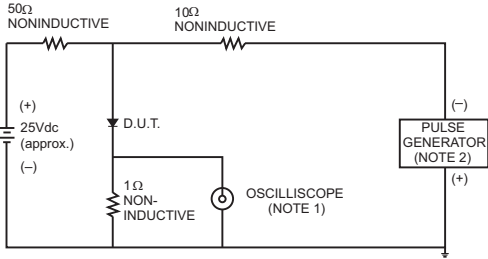 50Ω
NONINDUCTIVE
10Ω
NONINDUCTIVE
(+)
25Vdc
(approx.)
(–)
D.U.T.
1Ω
NON-
INDUCTIVE
OSCILLISCOPE
(NOTE 1)
(–)
PULSE
GENERATOR
(NOTE 2)
(+)